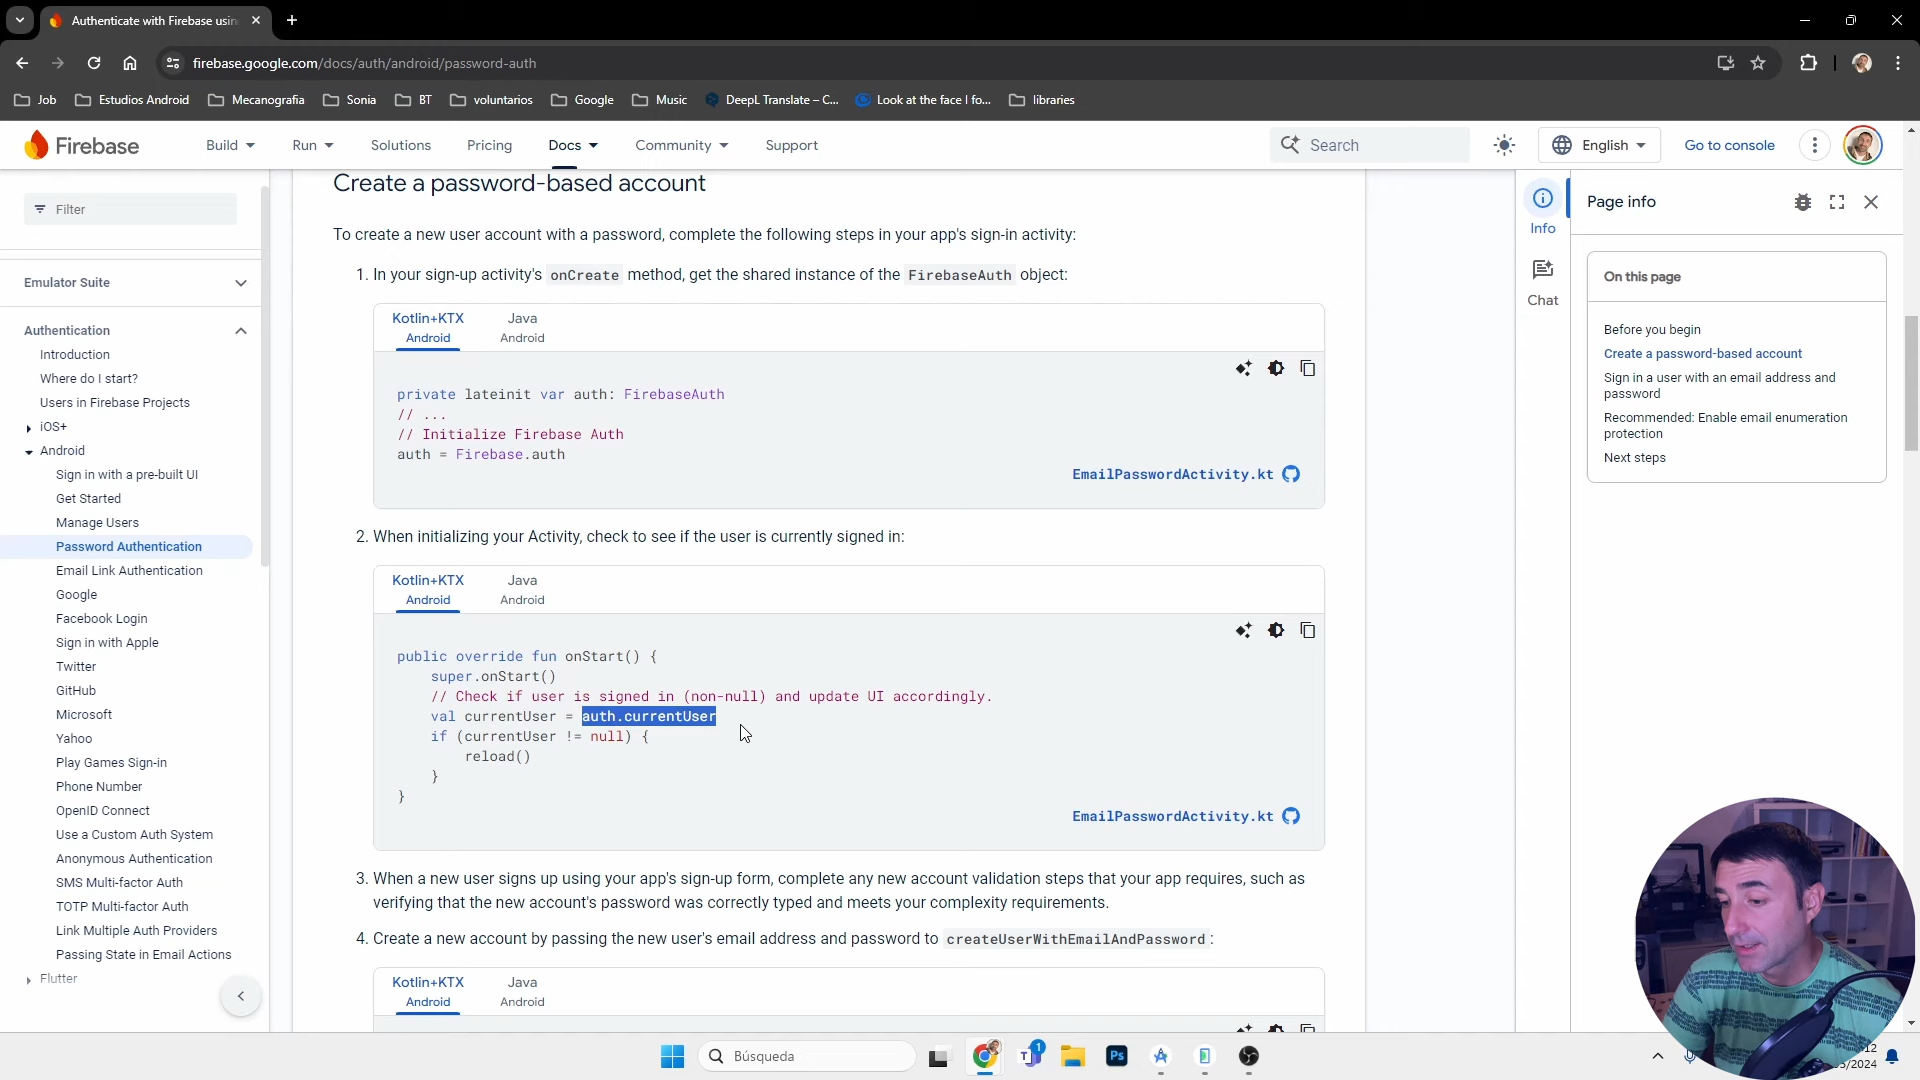 Authenticate with Firebase usin
firebase.google.com/docs/auth/android/password-auth
Job
Estudios Android
Mecanografia
Sonia
BT
voluntarios
Google
Music
DeepL Translate – C...
Look at the face I fo...
libraries
Firebase
Build
Run
Solutions
Pricing
Docs
Community
Support
Search
English
Go to console
Filter
Emulator Suite
Authentication
Introduction
Where do I start?
Users in Firebase Projects
iOS+
Android
Sign in with a pre-built UI
Get Started
Manage Users
Password Authentication
Email Link Authentication
Google
Facebook Login
Sign in with Apple
Twitter
GitHub
Microsoft
Yahoo
Play Games Sign-in
Phone Number
OpenID Connect
Use a Custom Auth System
Anonymous Authentication
SMS Multi-factor Auth
TOTP Multi-factor Auth
Link Multiple Auth Providers
Passing State in Email Actions
Flutter
Create a password-based account
To create a new user account with a password, complete the following steps in your app's sign-in activity:
1. In your sign-up activity's onCreate method, get the shared instance of the FirebaseAuth object:
Kotlin+KTX
Android
Java
Android
private lateinit var auth: FirebaseAuth
// ...
// Initialize Firebase Auth
auth = Firebase.auth
EmailPasswordActivity.kt
2. When initializing your Activity, check to see if the user is currently signed in:
Kotlin+KTX
Android
Java
Android
public override fun onStart() {
super.onStart()
// Check if user is signed in (non-null) and update UI accordingly.
val currentUser = auth.currentUser
if (currentUser != null) {
reload()
}
}
EmailPasswordActivity.kt
3. When a new user signs up using your app's sign-up form, complete any new account validation steps that your app requires, such as
verifying that the new account's password was correctly typed and meets your complexity requirements.
4. Create a new account by passing the new user's email address and password to createUserWithEmailAndPassword:
Kotlin+KTX
Android
Java
Android
Info
Chat
Page info
On this page
Before you begin
Create a password-based account
Sign in a user with an email address and
password
Recommended: Enable email enumeration
protection
Next steps
Búsqueda
1
Ps